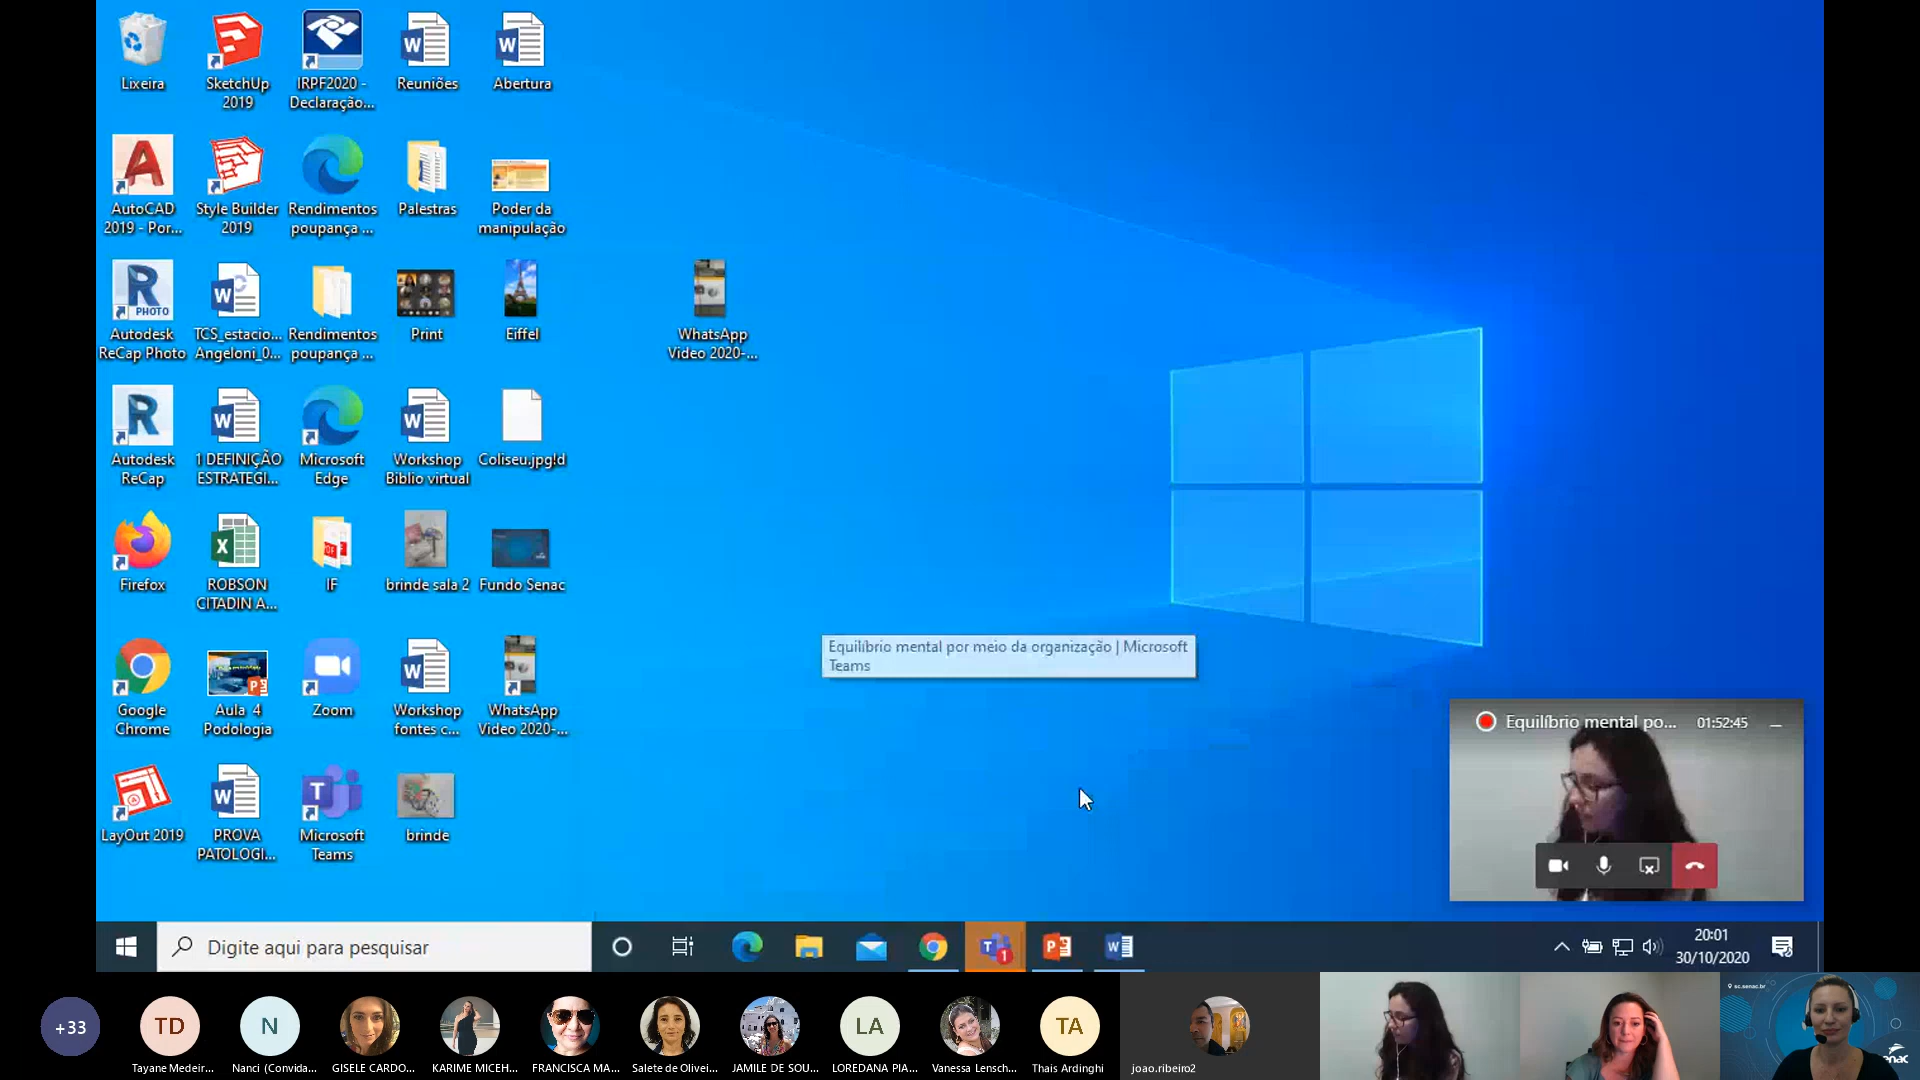 Lixeira
SketchUp
2019
IRPF2020 -
Declaração...
Reuniões
Abertura
AutoCAD
2019 - Por...
Style Builder
2019
Rendimentos
poupança ...
Palestras
Poder da
manipulação
PHOTO
Autodesk
ReCap Photo
TCS_estacio...
Angeloni_0...
Rendimentos
poupança ...
Print
Eiffel
WhatsApp
Video 2020-...
Autodesk
ReCap
1 DEFINIÇÃO
ESTRATEGI...
Microsoft
Edge
Workshop
Biblio virtual
Coliseu.jpg!d
Firefox
ROBSON
CITADIN A...
IF
brinde sala 2
Fundo Senac
Google
Chrome
Aula 4
Podologia
Zoom
Workshop
fontes c...
WhatsApp
Video 2020-...
LayOut 2019
PROVA
PATOLOGI...
Microsoft
Teams
brinde
Equilíbrio mental por meio da organização | Microsoft
Teams
Equilíbrio mental po...
01:52:45
Digite aqui para pesquisar
1
20:01
30/10/2020
+33
TD
N
LA
TA
Tayane Medeir...
Nanci (Convida...
GISELE CARDO...
KARIME MICEH...
FRANCISCA MA...
Salete de Olivei...
JAMILE DE SOU...
LOREDANA PIA...
Vanessa Lensch...
Thais Ardinghi
joao.ribeiro2
sc.senac.br